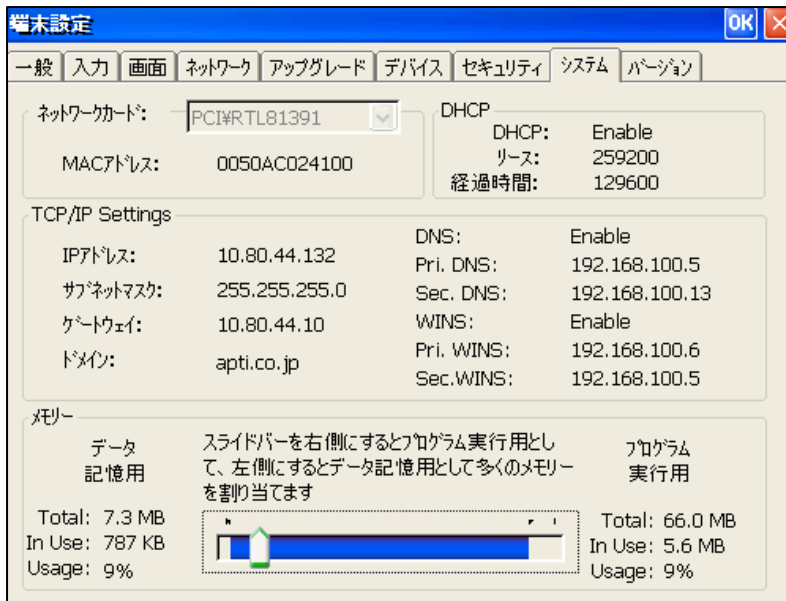 端末設定 OK
一般 入力 画面 ネットワーク アップグレード デバイス セキュリティ システム バージョン
ネットワークカード: PCI¥RTL81391
MACアドレス: 0050AC024100
DHCP
DHCP: Enable
リース: 259200
経過時間: 129600
TCP/IP Settings
IPアドレス: 10.80.44.132
サブネットマスク: 255.255.255.0
ゲートウェイ: 10.80.44.10
ドメイン: apti.co.jp
DNS: Enable
Pri. DNS: 192.168.100.5
Sec. DNS: 192.168.100.13
WINS: Enable
Pri. WINS: 192.168.100.6
Sec.WINS: 192.168.100.5
メモリー
データ
記憶用
Total: 7.3 MB
In Use: 787 KB
Usage: 9%
スライドバーを右側にするとプログラム実行用とし
て、左側にするとデータ記憶用として多くのメモリー
を割り当てます
プログラム
実行用
Total: 66.0 MB
In Use: 5.6 MB
Usage: 9%